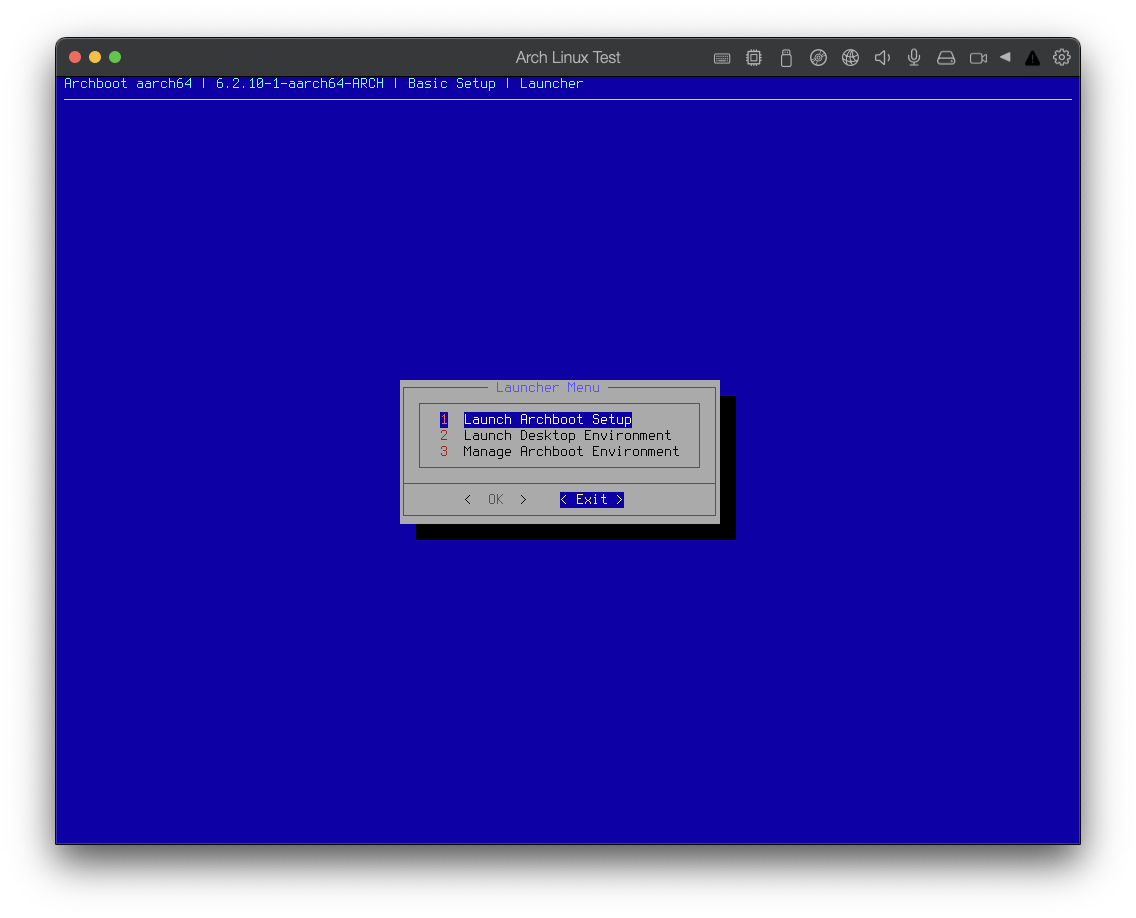 Arch Linux Test
Archboot aarch64 | 6.2.10-1-aarch64-ARCH | Basic Setup | Launcher
Launcher Menu
1 Launch Archboot Setup
2 Launch Desktop Environment
3 Manage Archboot Environment
< OK > < Exit >